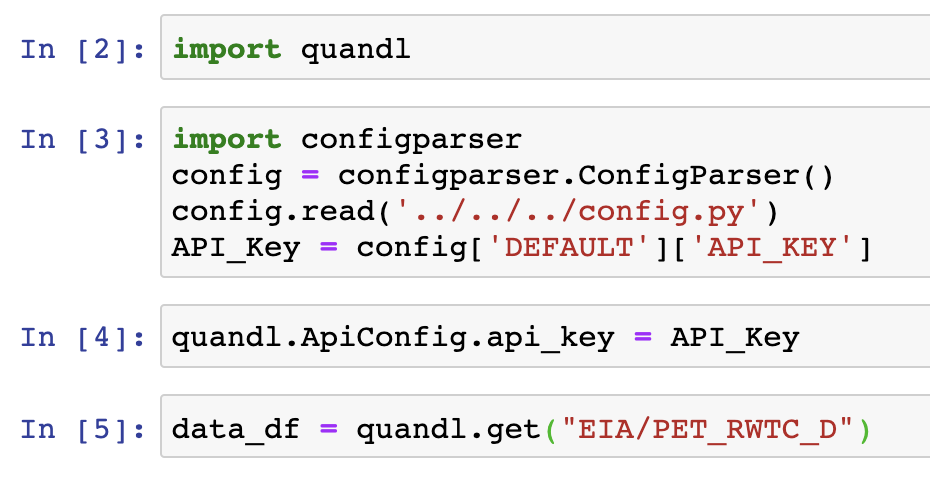 In [2]: import quandl
In [3]: import configparser
config = configparser.ConfigParser()
config.read('../../../config.py')
API_Key = config['DEFAULT']['API_KEY']
In [4]: quandl.ApiConfig.api_key = API_Key
In [5]: data_df = quandl.get("EIA/PET_RWTC_D")